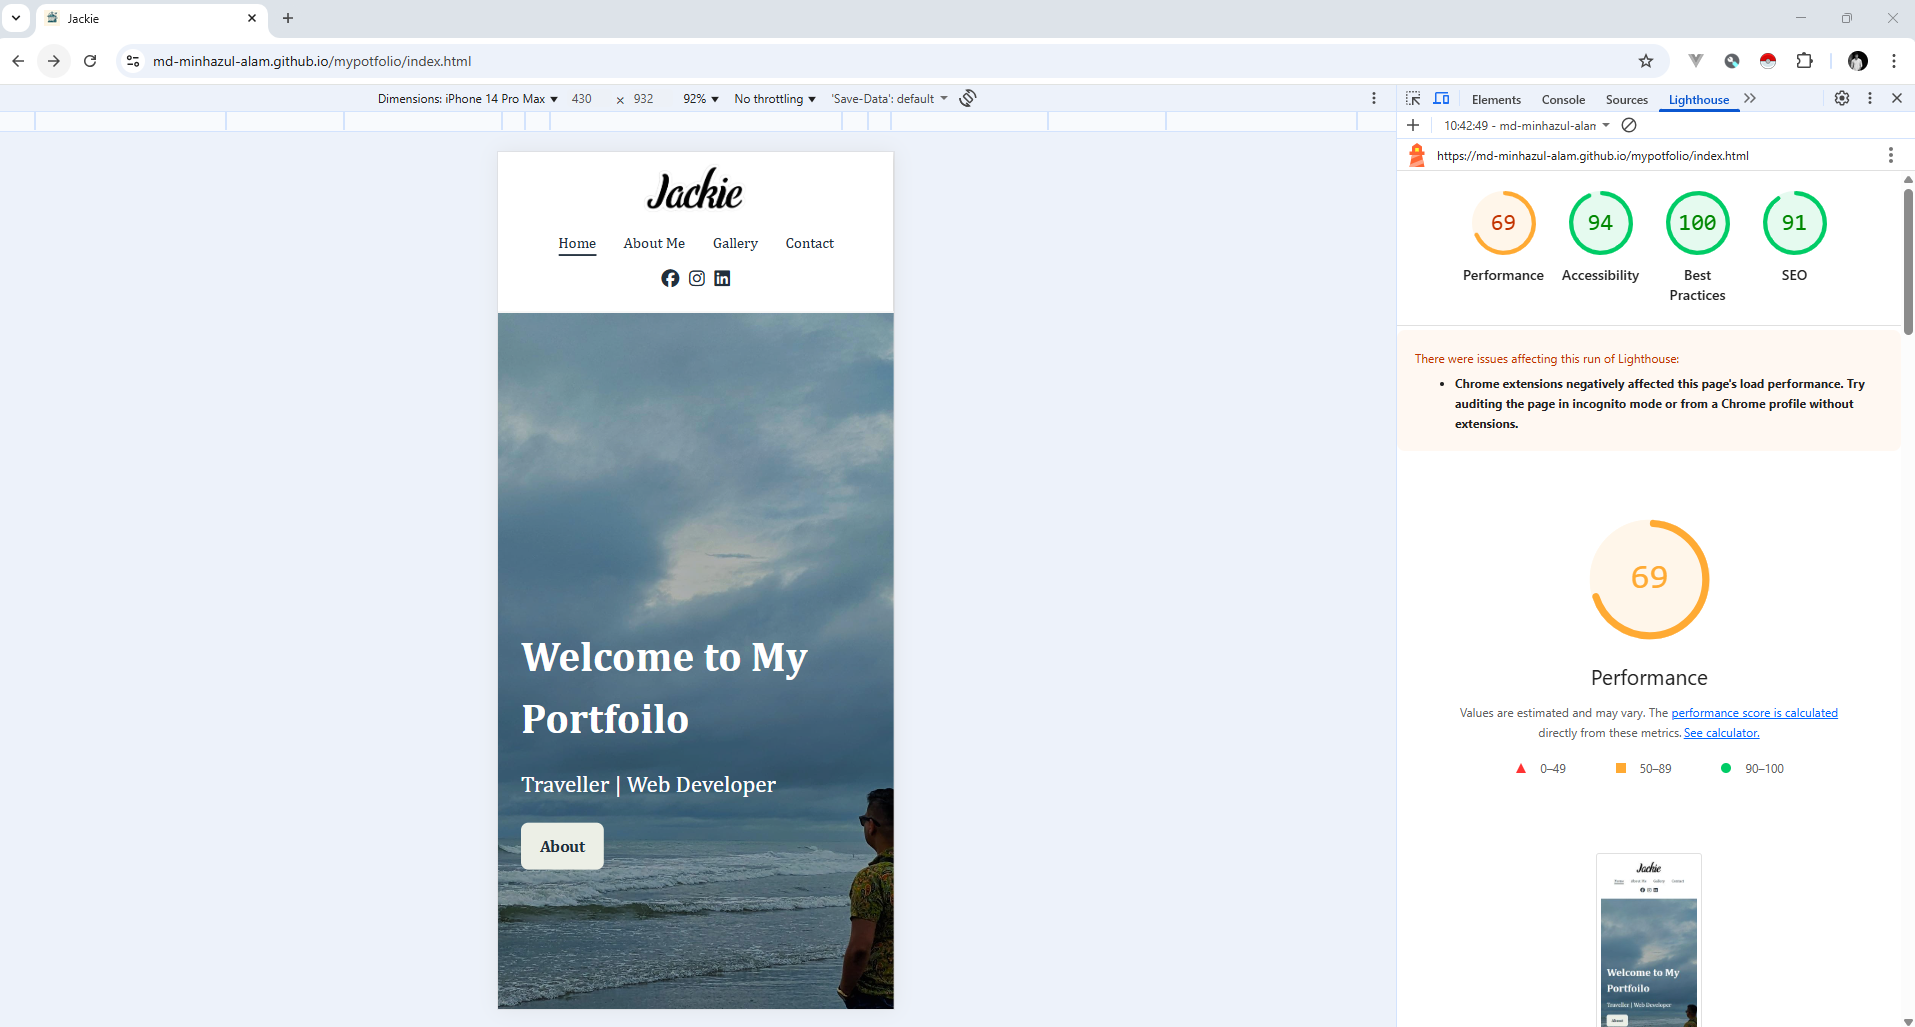 Jackie
md-minhazul-alam.github.io/mypotfolio/index.html
Dimensions: iPhone 14 Pro Max 430 × 932 92% No throttling 'Save-Data': default
Elements Console Sources Lighthouse
10:42:49 - md-minhazul-alan
https://md-minhazul-alam.github.io/mypotfolio/index.html
Jackie
Home About Me Gallery Contact
Welcome to My
Portfoilo
Traveller | Web Developer
About
69 94 100 91
Performance Accessibility Best Practices SEO
There were issues affecting this run of Lighthouse:
• Chrome extensions negatively affected this page's load performance. Try
auditing the page in incognito mode or from a Chrome profile without
extensions.
69
Performance
Values are estimated and may vary. The performance score is calculated
directly from these metrics. See calculator.
0–49 50–89 90–100
Jackie
Home About Me Gallery Contact
Welcome to My
Portfoilo
Traveller | Web Developer
About